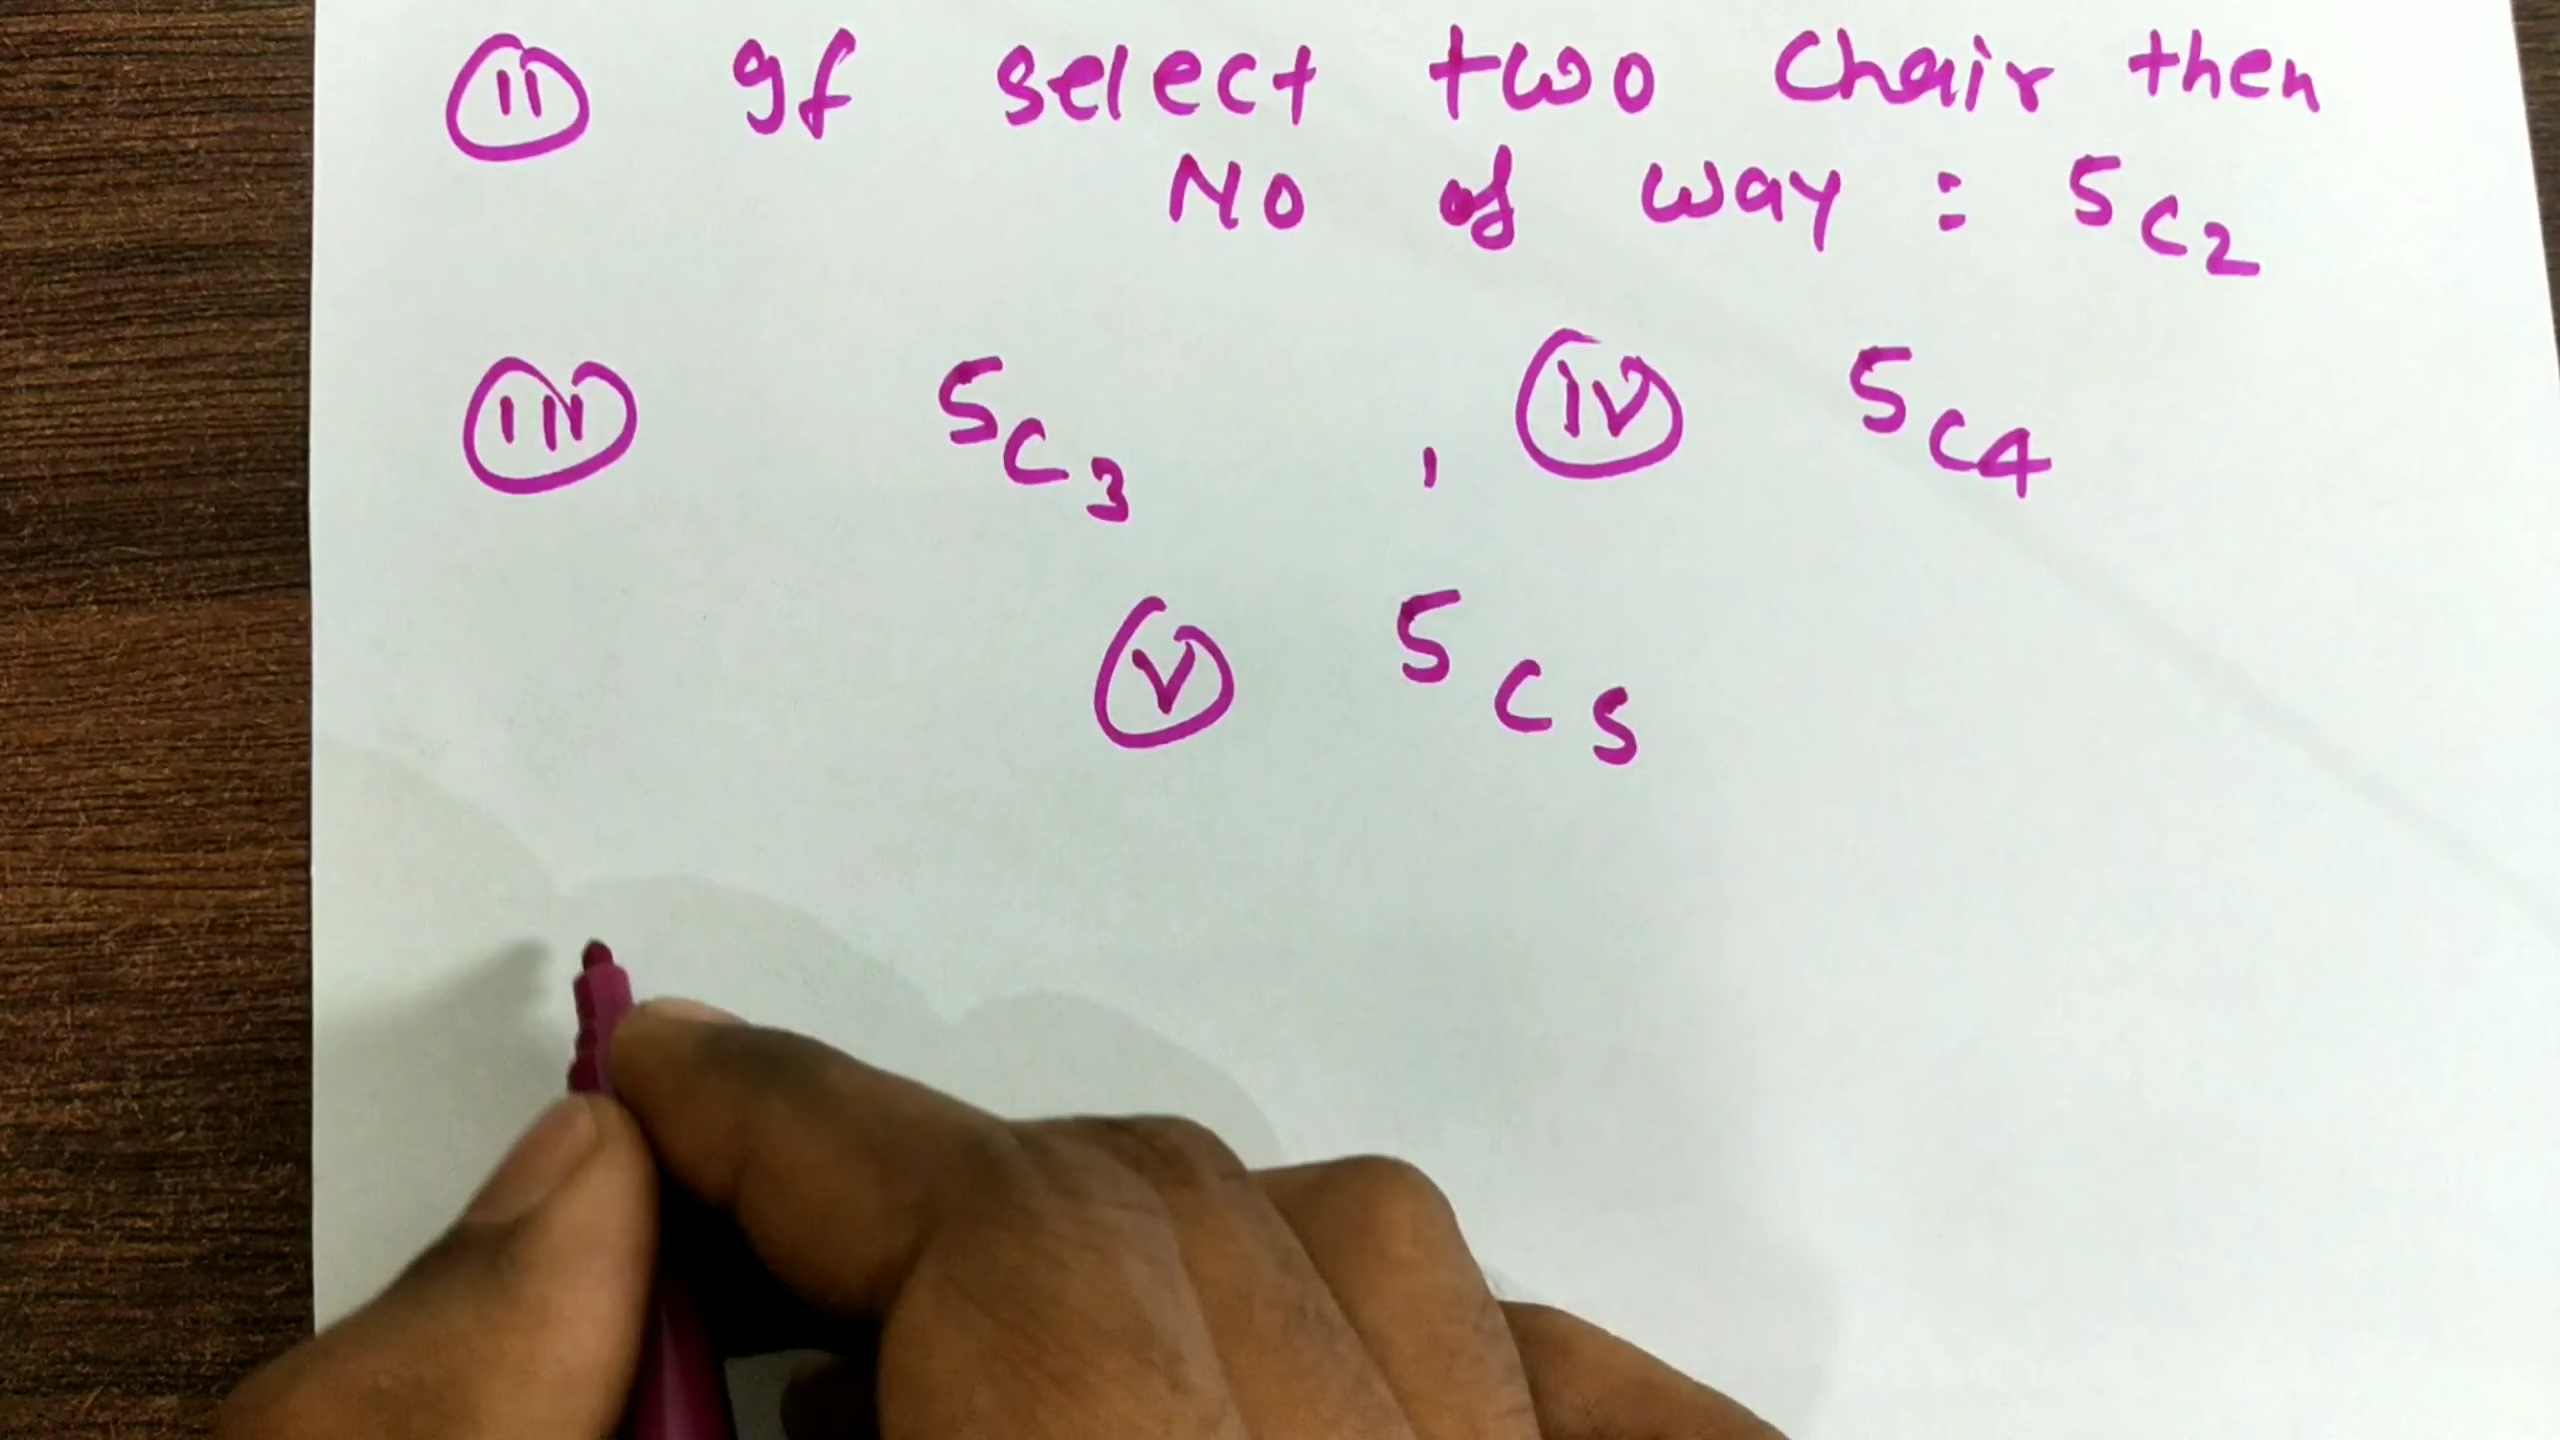 (ii) If select two chair then
No of way : 5C2
(iii) 5C3 , (iv) 5C4
(v) 5C5